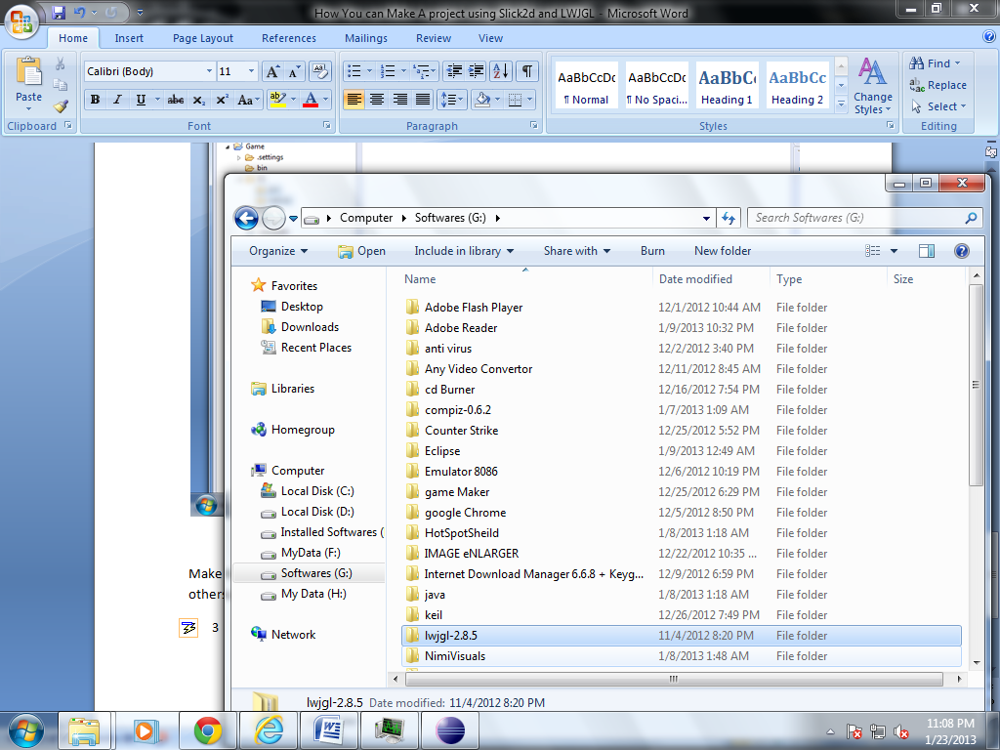 How You can Make A project using Slick2d and LWJGL - Microsoft Word
Home Insert Page Layout References Mailings Review View
Paste
Calibri (Body) 11
B I U abc X₂ X² Aa
Clipboard Font Paragraph Styles Editing
AaBbCcDc AaBbCcDc AaBbC AaBbCc
¶ Normal ¶ No Spaci... Heading 1 Heading 2
Change Styles
Find
Replace
Select
Game
.settings
bin
Computer Softwares (G:) Search Softwares (G:)
Organize Open Include in library Share with Burn New folder
Name Date modified Type Size
Favorites
Desktop
Downloads
Recent Places
Libraries
Homegroup
Computer
Local Disk (C:)
Local Disk (D:)
Installed Softwares (
MyData (F:)
Softwares (G:)
My Data (H:)
Network
Adobe Flash Player 12/1/2012 10:44 AM File folder
Adobe Reader 1/9/2013 10:32 PM File folder
anti virus 12/2/2012 3:40 PM File folder
Any Video Convertor 12/11/2012 8:45 AM File folder
cd Burner 12/16/2012 7:54 PM File folder
compiz-0.6.2 1/7/2013 1:09 AM File folder
Counter Strike 12/25/2012 5:52 PM File folder
Eclipse 1/9/2013 12:49 AM File folder
Emulator 8086 12/6/2012 10:19 PM File folder
game Maker 12/25/2012 6:29 PM File folder
google Chrome 12/5/2012 8:50 PM File folder
HotSpotSheild 1/8/2013 1:18 AM File folder
IMAGE eNLARGER 12/22/2012 10:35 ... File folder
Internet Download Manager 6.6.8 + Keyg... 12/9/2012 6:59 PM File folder
java 1/8/2013 1:18 AM File folder
keil 12/26/2012 7:49 PM File folder
lwjgl-2.8.5 11/4/2012 8:20 PM File folder
NimiVisuals 1/8/2013 1:48 AM File folder
lwjgl-2.8.5 Date modified: 11/4/2012 8:20 PM
Make
others
3
11:08 PM
1/23/2013